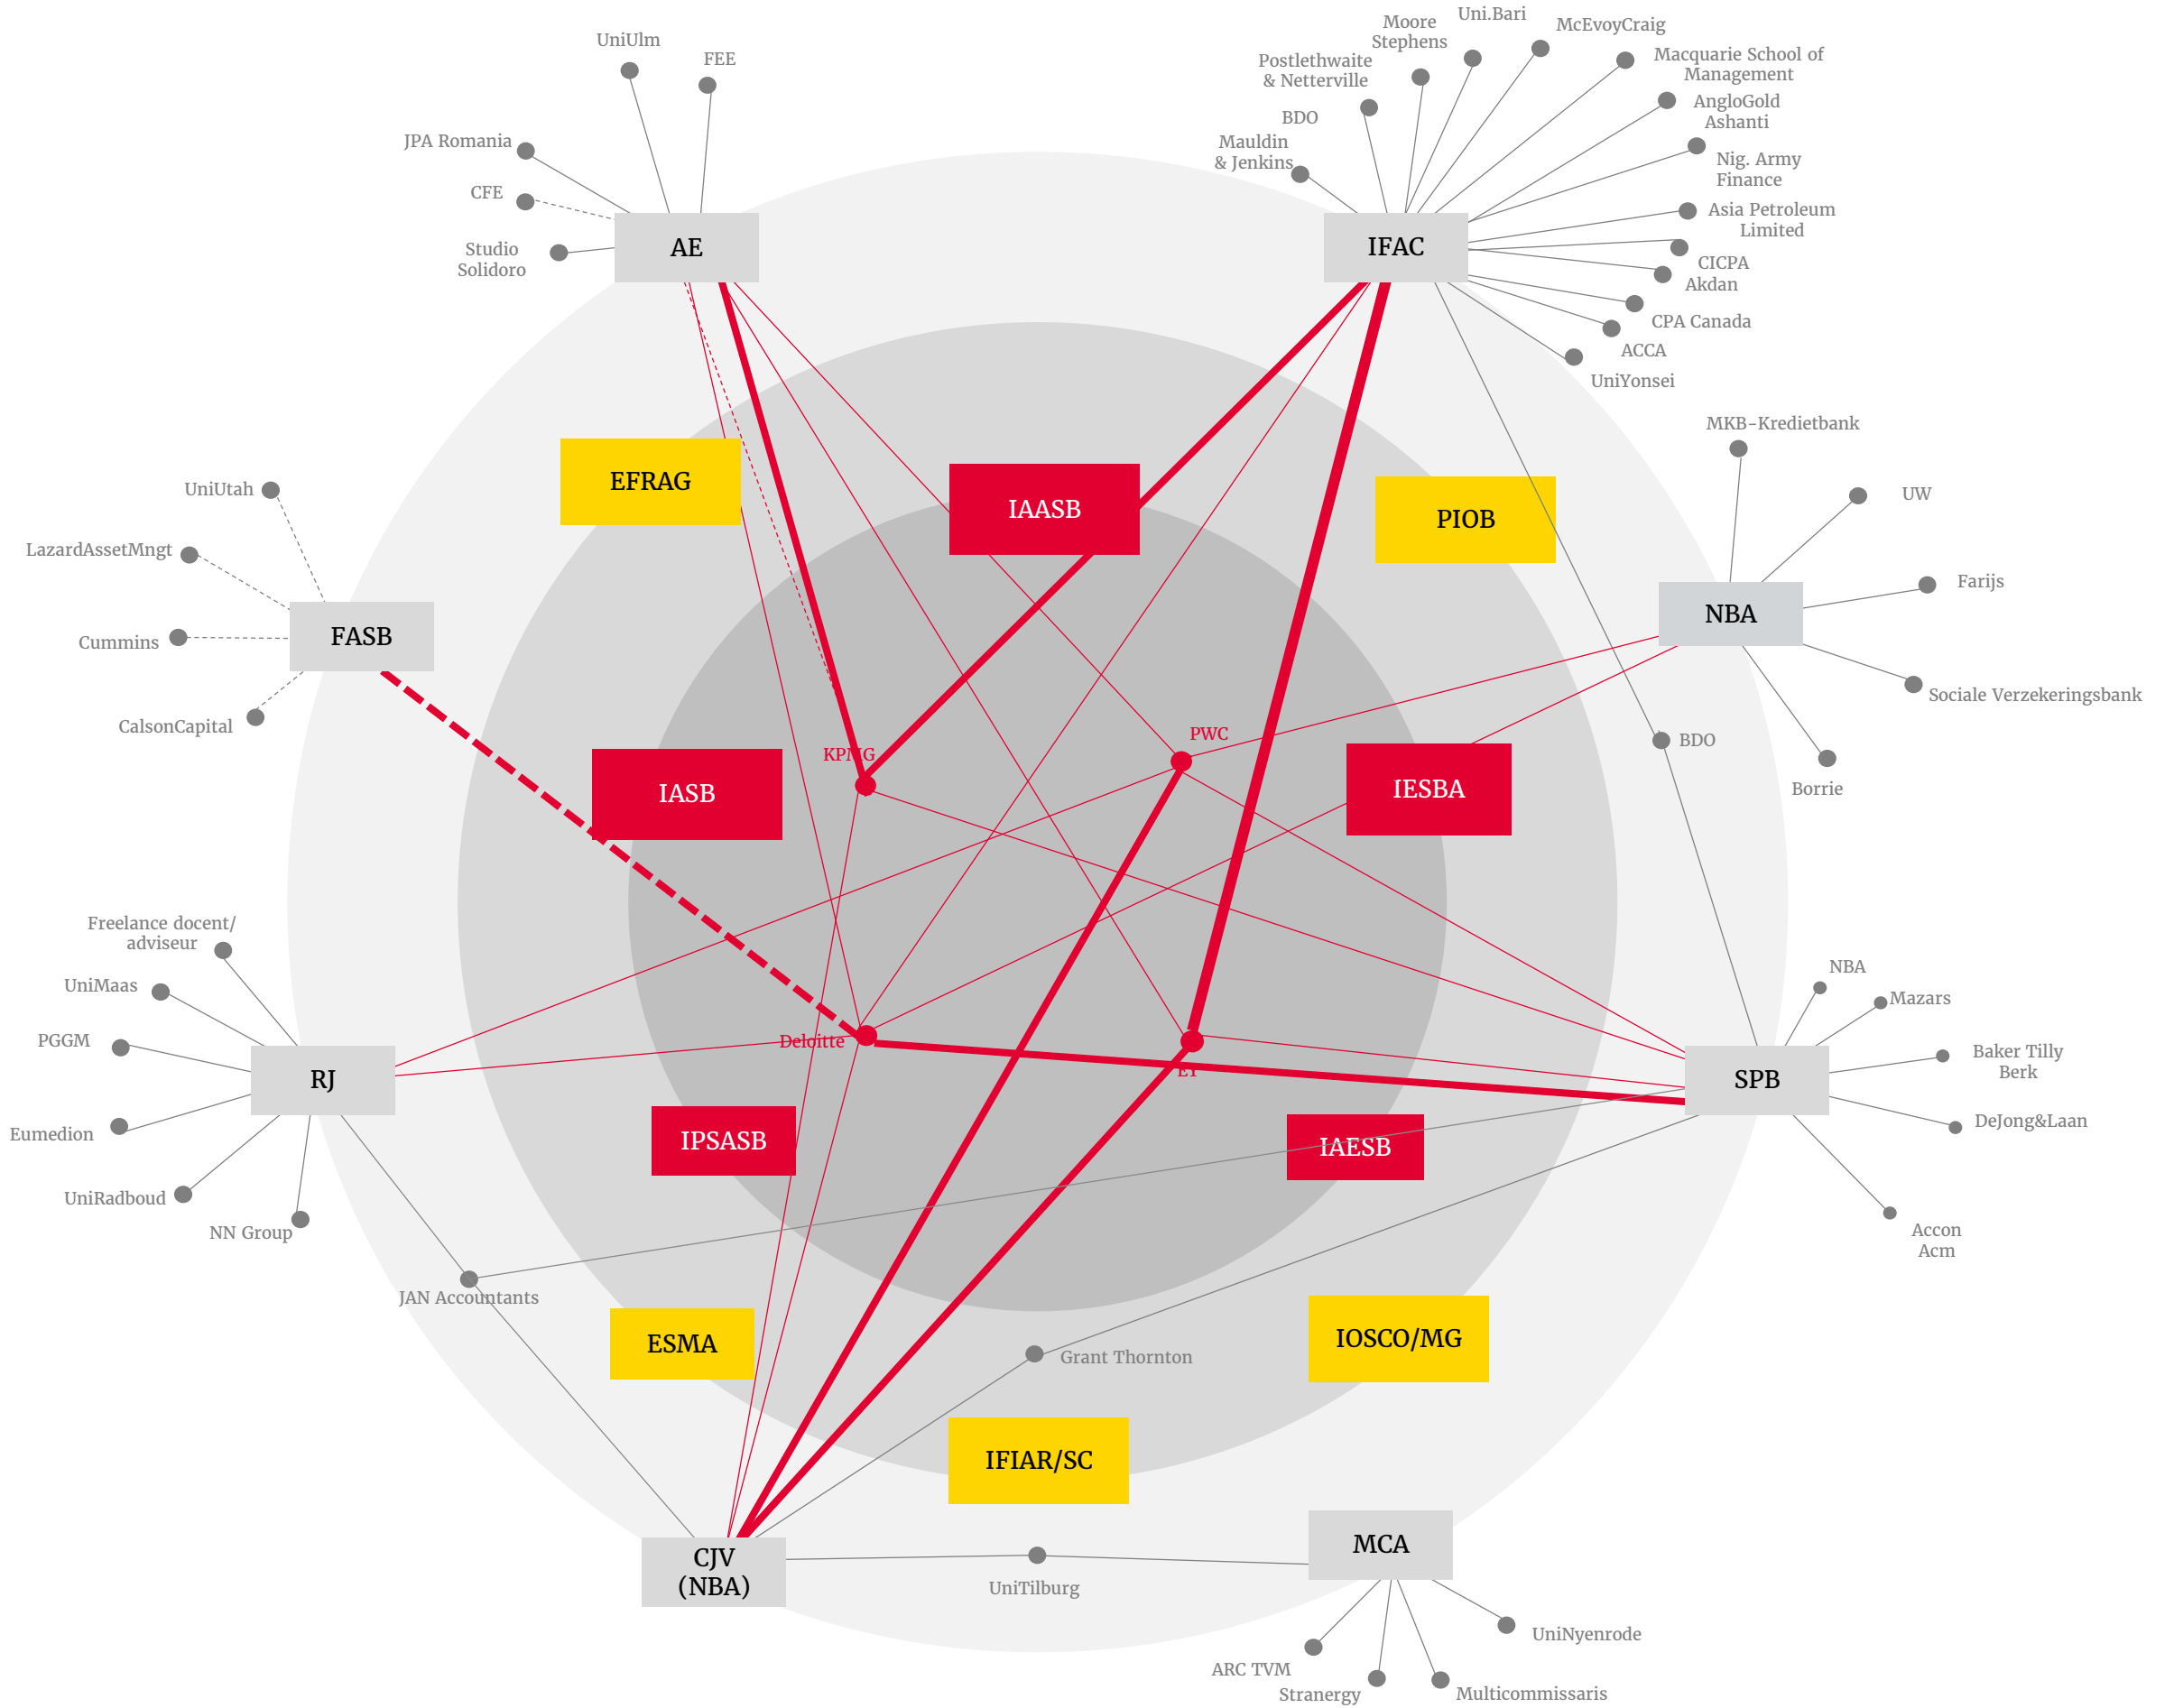 Uni.Bari
Moore
Stephens
McEvoyCraig
UniUlm
FEE
Postlethwaite
& Netterville
Macquarie School of
Management
BDO
AngloGold
Ashanti
JPA Romania
Mauldin
& Jenkins
Nig. Army
Finance
CFE
Asia Petroleum
Limited
Studio
Solidoro
AE
IFAC
CICPA
Akdan
CPA Canada
ACCA
UniYonsei
MKB-Kredietbank
EFRAG
IAASB
PIOB
UniUtah
UW
LazardAssetMngt
Farijs
FASB
NBA
Cummins
Sociale Verzekeringsbank
CalsonCapital
KPMG
PWC
BDO
IASB
IESBA
Borrie
Freelance docent/
adviseur
UniMaas
NBA
Mazars
PGGM
Deloitte
EY
Baker Tilly
Berk
RJ
SPB
Eumedion
IPSASB
IAESB
DeJong&Laan
UniRadboud
NN Group
Accon
Acm
JAN Accountants
ESMA
Grant Thornton
IOSCO/MG
IFIAR/SC
CJV
(NBA)
MCA
UniTilburg
UniNyenrode
ARC TVM
Stranergy
Multicommissaris